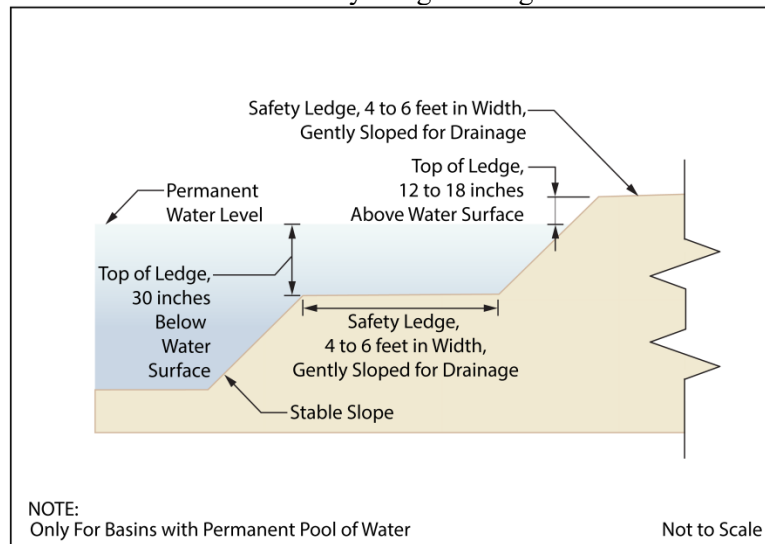 Safety Ledge, 4 to 6 feet in Width,
Gently Sloped for Drainage
Top of Ledge,
12 to 18 inches
Above Water Surface
Permanent
Water Level
Top of Ledge,
30 inches
Below
Water
Surface
Safety Ledge,
4 to 6 feet in Width,
Gently Sloped for Drainage
Stable Slope
NOTE:
Only For Basins with Permanent Pool of Water
Not to Scale